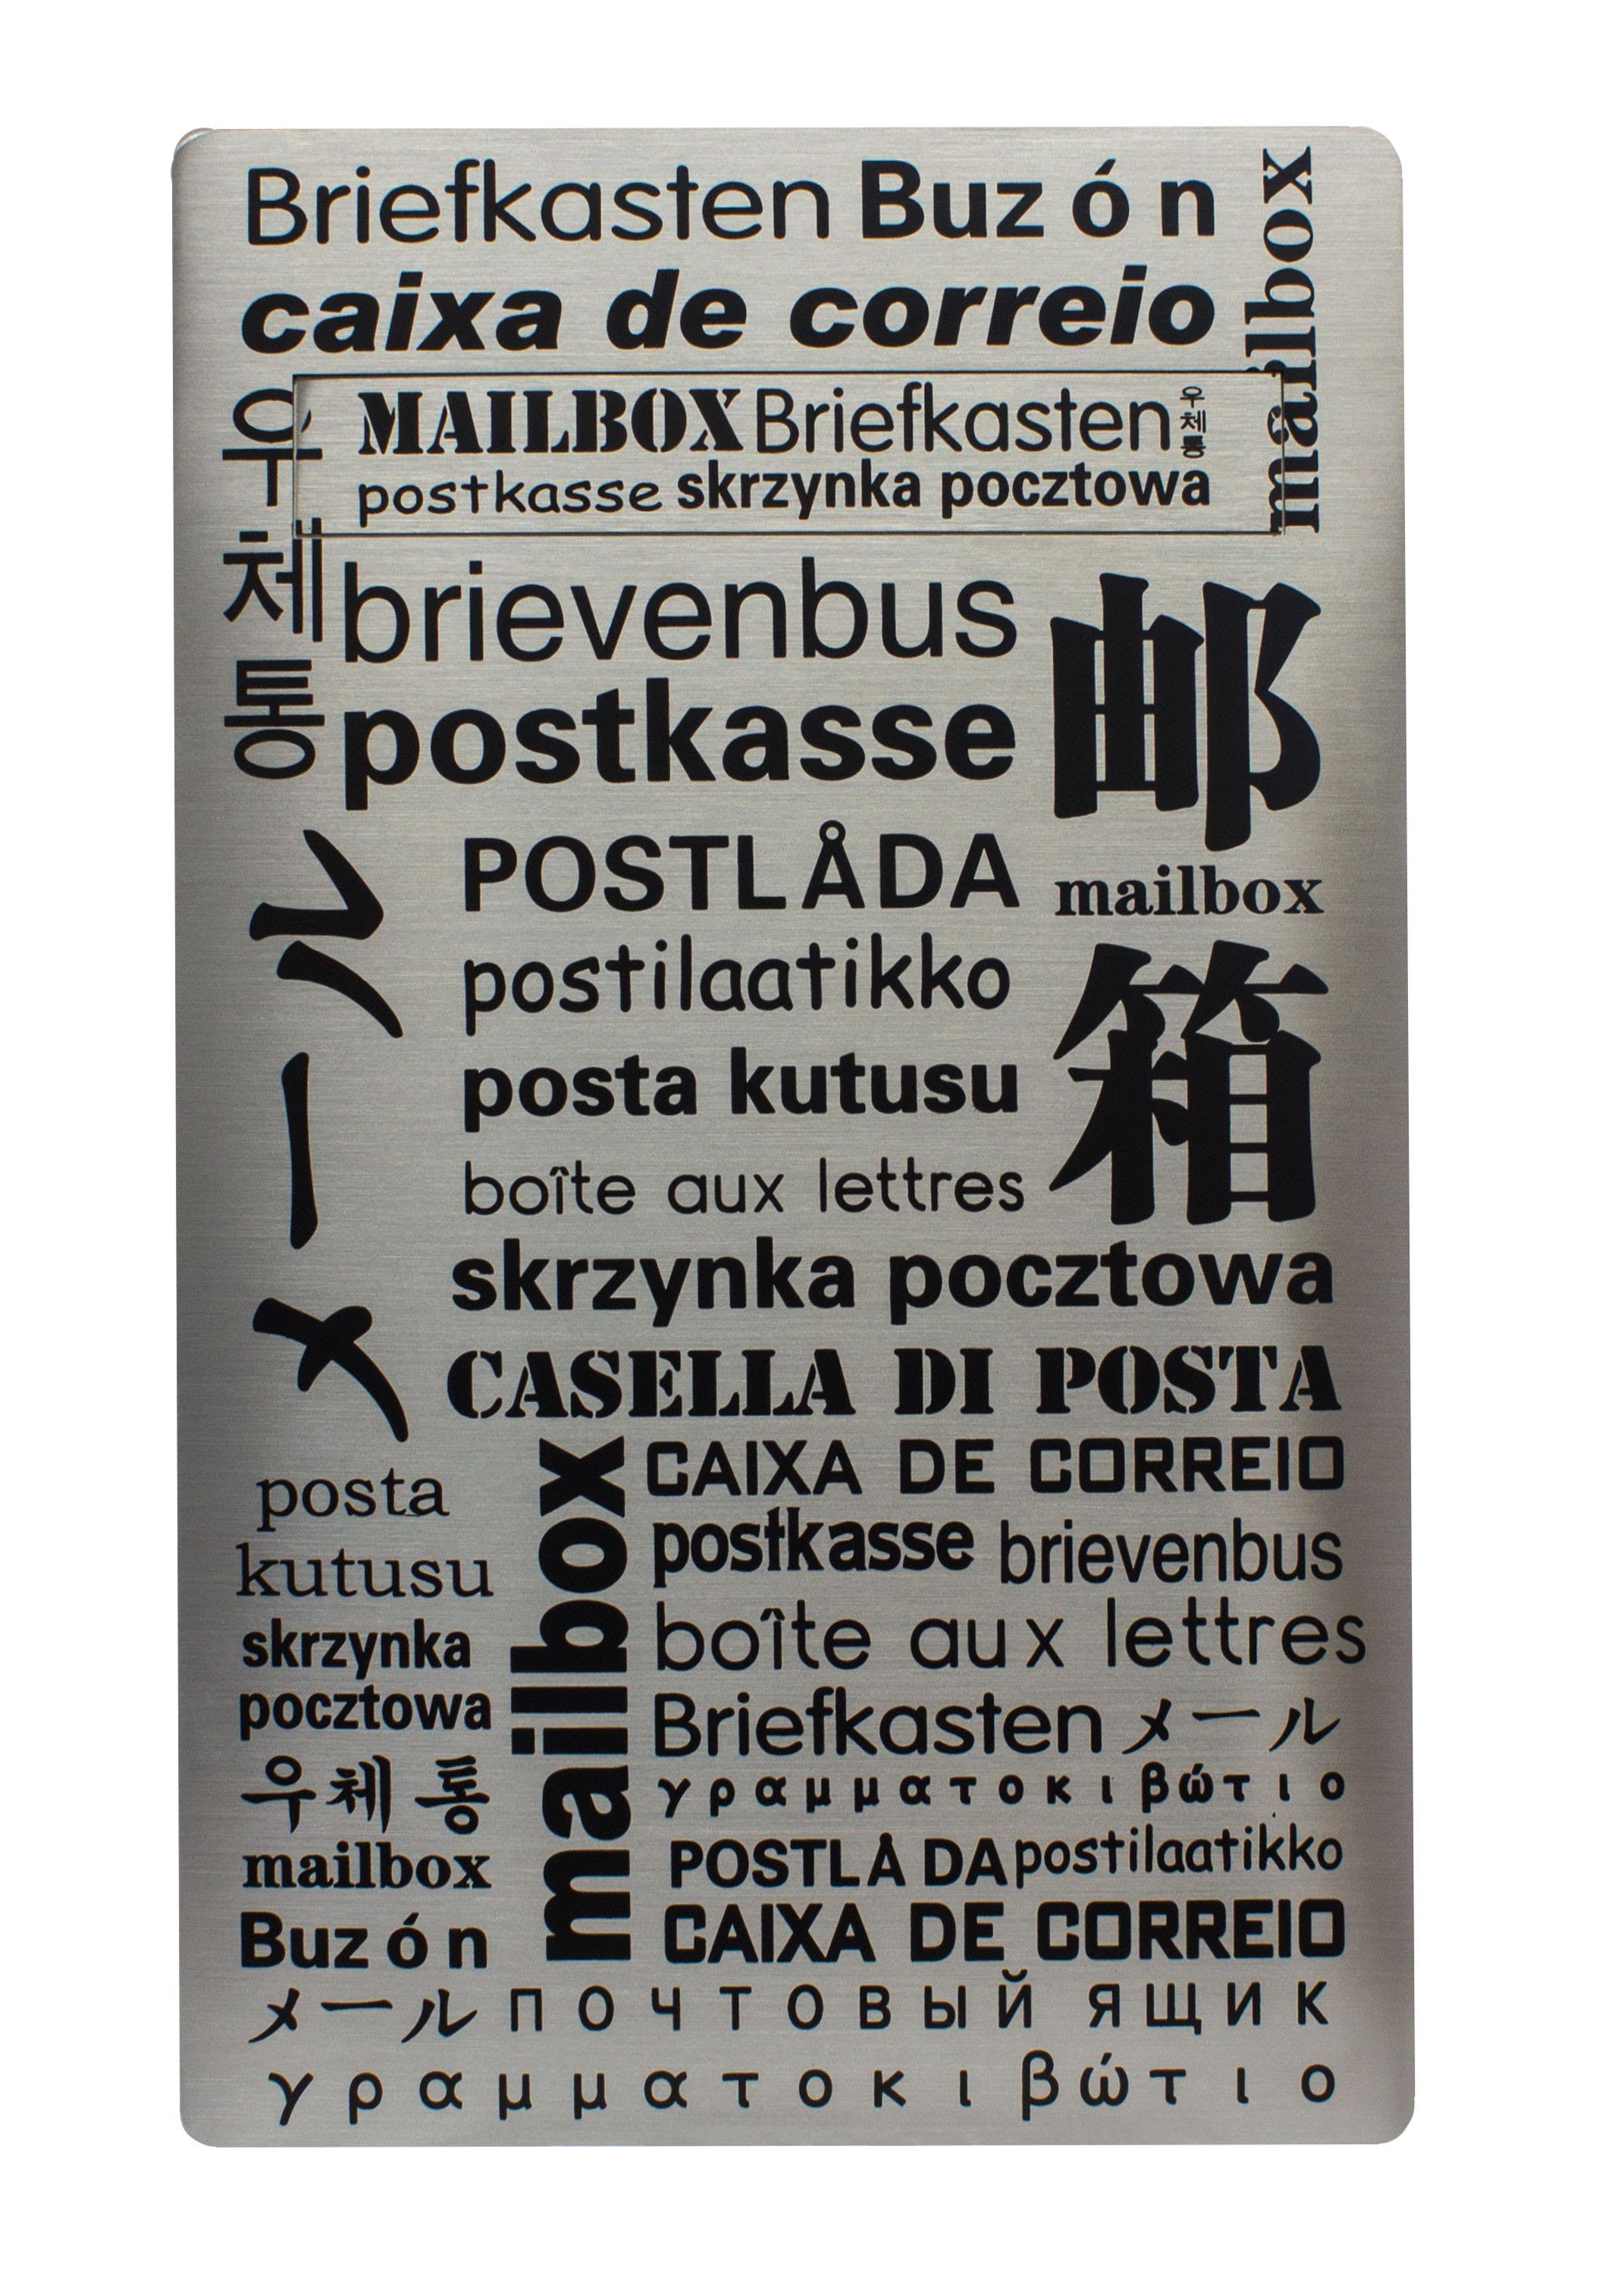 Briefkasten Buzón
mailbox
caixa de correio
우체통
MAILBOX Briefkasten 우체통
postkasse skrzynka pocztowa
brievenbus
postkasse
邮箱
mailbox
POSTLÅDA
postilaatikko
posta kutusu
boîte aux lettres
メール
skrzynka pocztowa
CASELLA DI POSTA
posta
kutusu
skrzynka
pocztowa
우체통
mailbox
Buzón
mailbox
CAIXA DE CORREIO
postkasse brievenbus
boîte aux lettres
Briefkasten メール
γραμματοκιβώτιο
POSTLÅDA postilaatikko
CAIXA DE CORREIO
メール почтовый ящик
γραμματοκιβώτιο